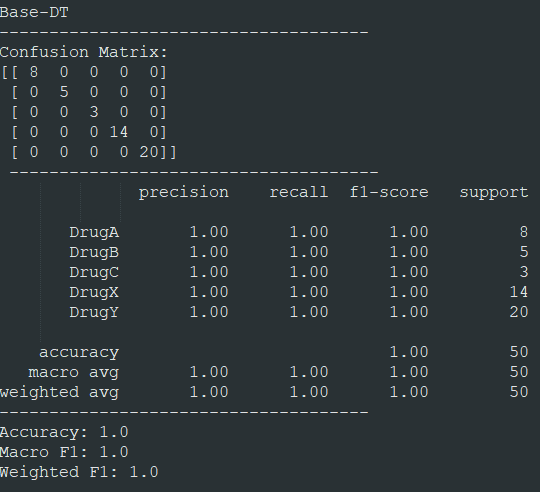 Base-DT
-------------------------------------
Confusion Matrix:
[[ 8  0  0  0  0]
 [ 0  5  0  0  0]
 [ 0  0  3  0  0]
 [ 0  0  0 14  0]
 [ 0  0  0  0 20]]
 -------------------------------------
              precision    recall  f1-score   support

       DrugA       1.00      1.00      1.00         8
       DrugB       1.00      1.00      1.00         5
       DrugC       1.00      1.00      1.00         3
       DrugX       1.00      1.00      1.00        14
       DrugY       1.00      1.00      1.00        20

    accuracy                           1.00        50
   macro avg       1.00      1.00      1.00        50
weighted avg       1.00      1.00      1.00        50
-------------------------------------
Accuracy: 1.0
Macro F1: 1.0
Weighted F1: 1.0